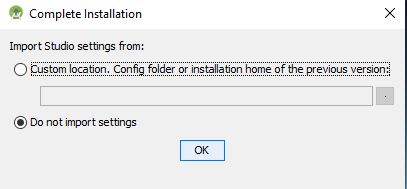 Complete Installation
Import Studio settings from:
Custom location. Config folder or installation home of the previous version:
.
Do not import settings
OK